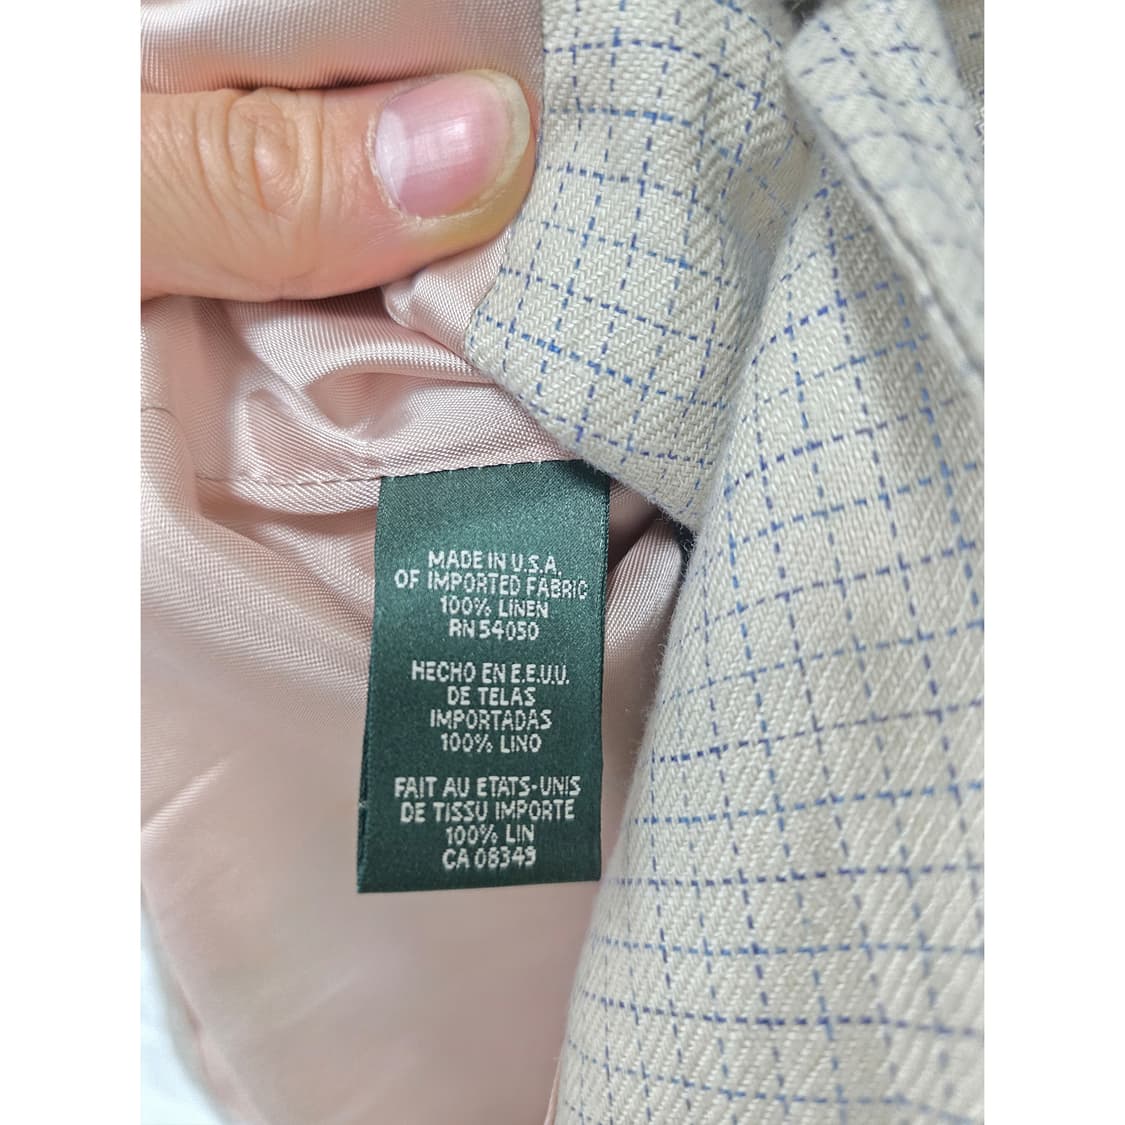 MADE IN U.S.A.
OF IMPORTED FABRIC
100% LINEN
RN 54050
HECHO EN E.E.U.U.
DE TELAS
IMPORTADAS
100% LINO
FAIT AU ETATS-UNIS
DE TISSU IMPORTE
100% LIN
CA 08349